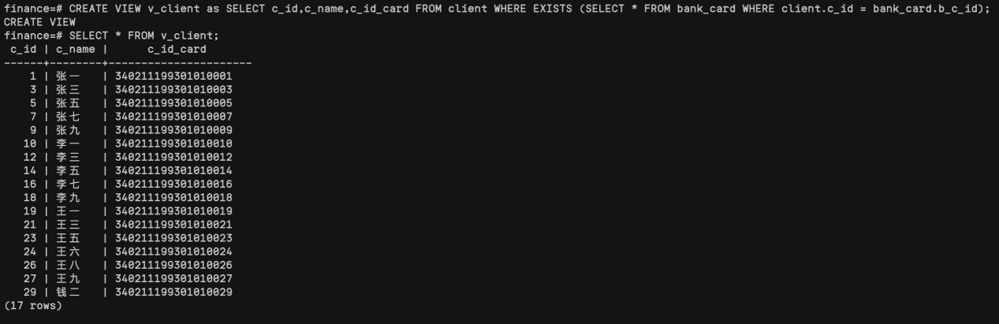 finance=# CREATE VIEW v_client as SELECT c_id,c_name,c_id_card FROM client WHERE EXISTS (SELECT * FROM bank_card WHERE client.c_id = bank_card.b_c_id);
CREATE VIEW
finance=# SELECT * FROM v_client;
 c_id | c_name |      c_id_card
------+--------+----------------------
    1 | 张一   | 340211199301010001
    3 | 张三   | 340211199301010003
    5 | 张五   | 340211199301010005
    7 | 张七   | 340211199301010007
    9 | 张九   | 340211199301010009
   10 | 李一   | 340211199301010010
   12 | 李三   | 340211199301010012
   14 | 李五   | 340211199301010014
   16 | 李七   | 340211199301010016
   18 | 李九   | 340211199301010018
   19 | 王一   | 340211199301010019
   21 | 王三   | 340211199301010021
   23 | 王五   | 340211199301010023
   24 | 王六   | 340211199301010024
   26 | 王八   | 340211199301010026
   27 | 王九   | 340211199301010027
   29 | 钱二   | 340211199301010029
(17 rows)